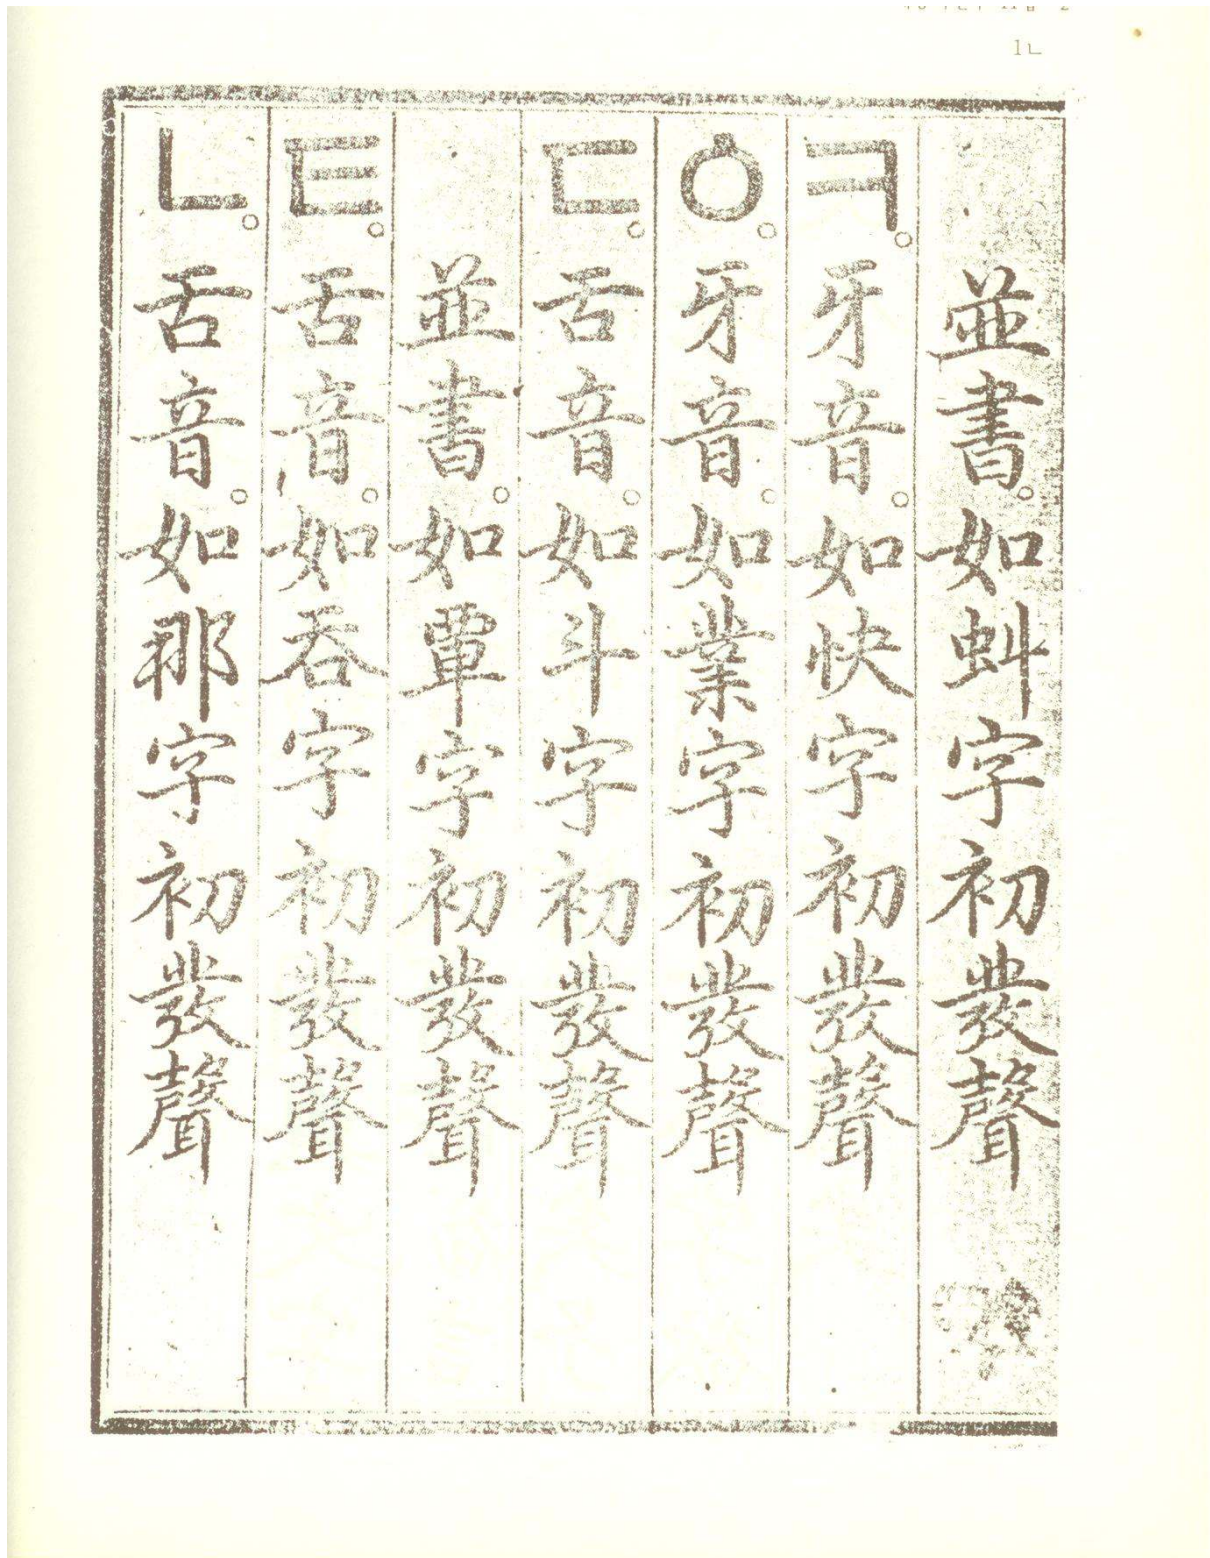 1ㄴ
並書。如虯字初發聲
ㅋ。牙音。如快字初發聲
ㆁ。牙音。如業字初發聲
ㄷ。舌音。如斗字初發聲
並書。如覃字初發聲
ㅌ。舌音。如呑字初發聲
ㄴ。舌音。如那字初發聲